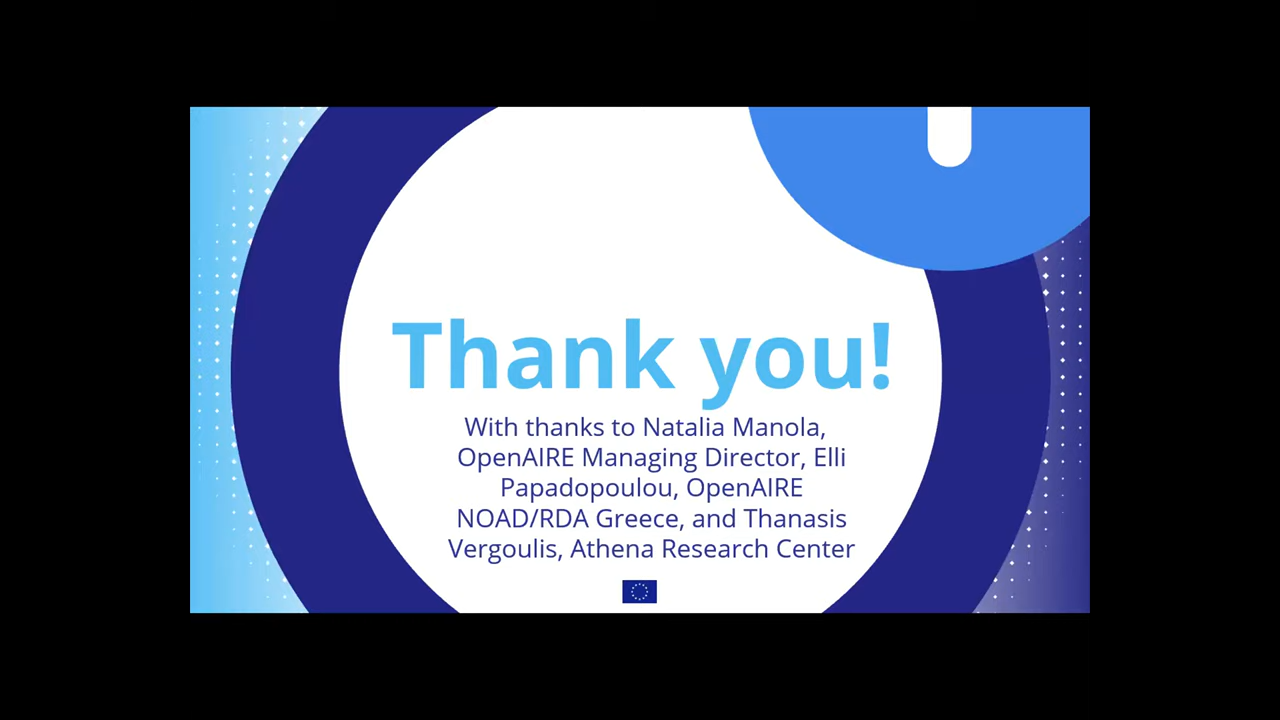 Thank you!
With thanks to Natalia Manola,
OpenAIRE Managing Director, Elli
Papadopoulou, OpenAIRE
NOAD/RDA Greece, and Thanasis
Vergoulis, Athena Research Center